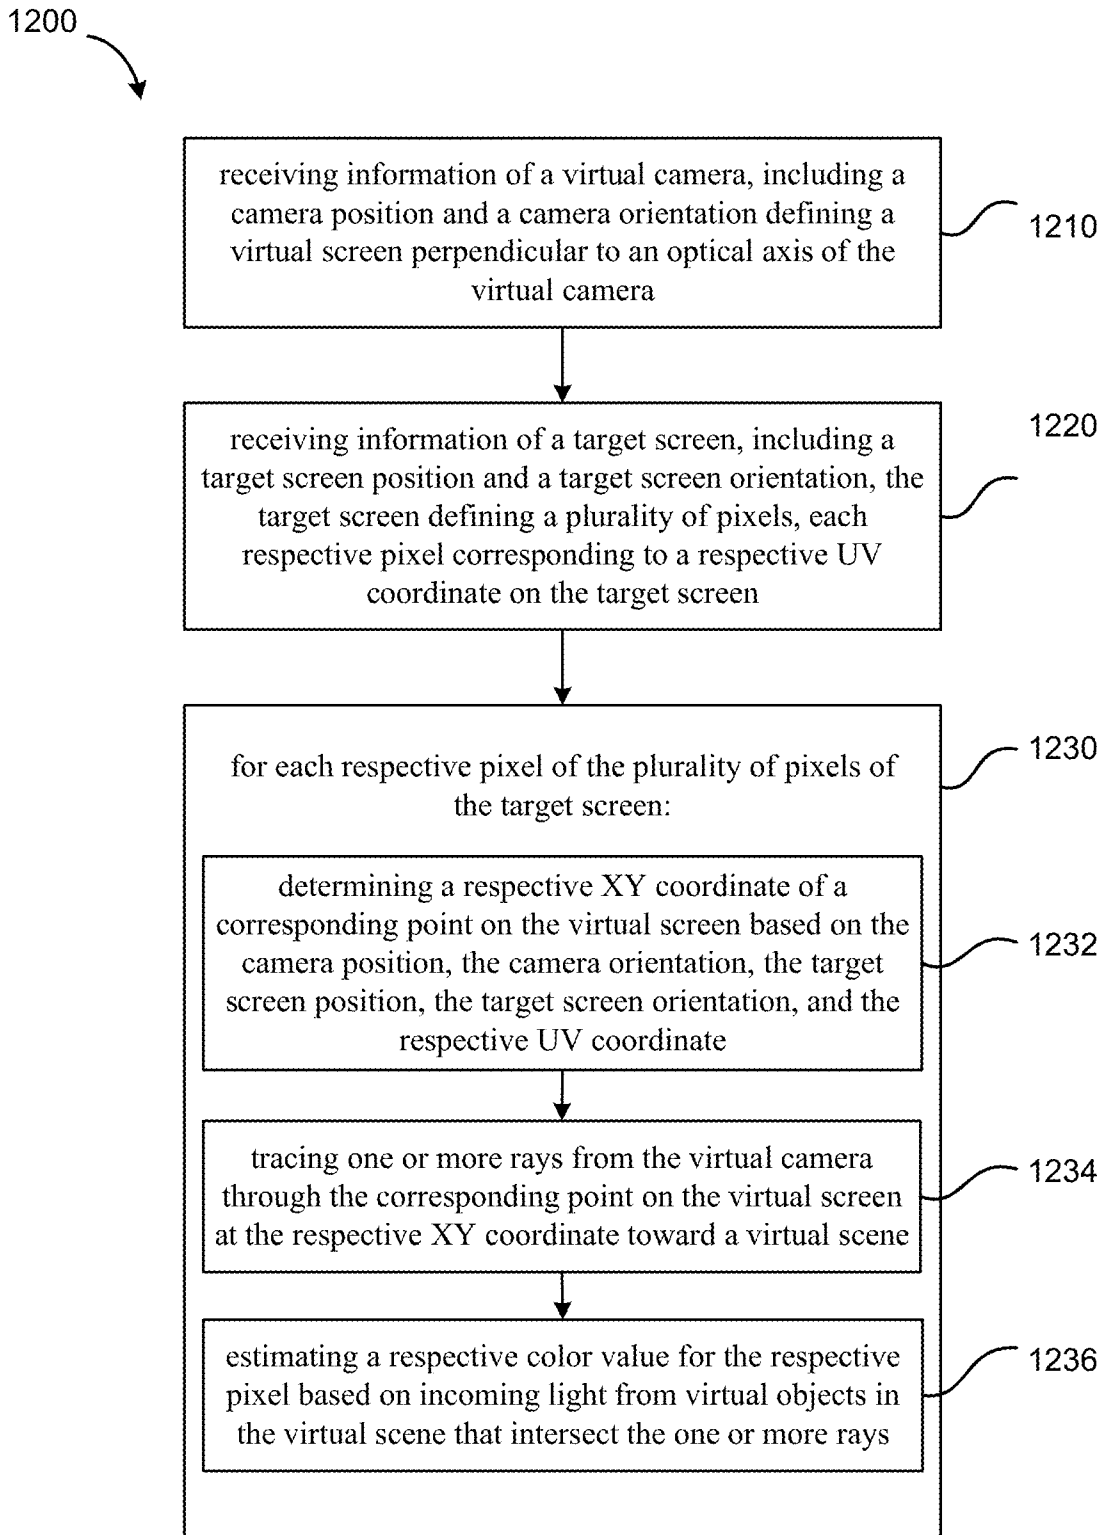 1200
receiving information of a virtual camera, including a
camera position and a camera orientation defining a
virtual screen perpendicular to an optical axis of the
virtual camera
1210
receiving information of a target screen, including a
target screen position and a target screen orientation, the
target screen defining a plurality of pixels, each
respective pixel corresponding to a respective UV
coordinate on the target screen
1220
for each respective pixel of the plurality of pixels of
the target screen:
1230
determining a respective XY coordinate of a
corresponding point on the virtual screen based on the
camera position, the camera orientation, the target
screen position, the target screen orientation, and the
respective UV coordinate
1232
tracing one or more rays from the virtual camera
through the corresponding point on the virtual screen
at the respective XY coordinate toward a virtual scene
1234
estimating a respective color value for the respective
pixel based on incoming light from virtual objects in
the virtual scene that intersect the one or more rays
1236